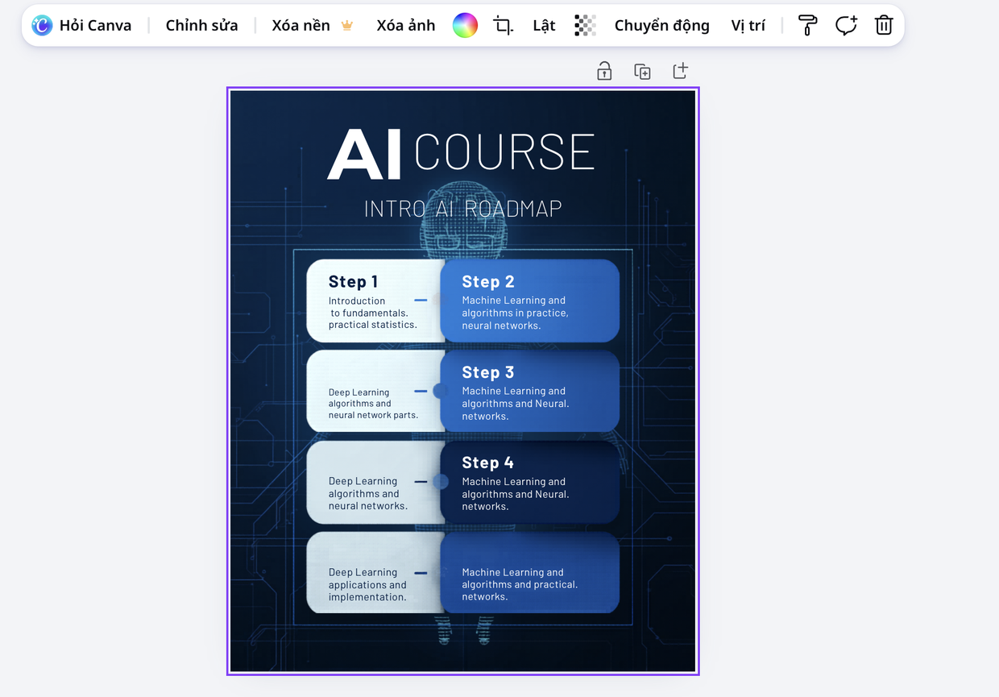 Hỏi Canva
Chỉnh sửa
Xóa nền
Xóa ảnh
Lật
Chuyển động
Vị trí
AI COURSE
INTRO AI ROADMAP
Step 1
Introduction
to fundamentals.
practical statistics.
Step 2
Machine Learning and
algorithms in practice,
neural networks.
Deep Learning
algorithms and
neural network parts.
Step 3
Machine Learning and
algorithms and Neural.
networks.
Deep Learning
algorithms and
neural networks.
Step 4
Machine Learning and
algorithms and Neural.
networks.
Deep Learning
applications and
implementation.
Machine Learning and
algorithms and practical.
networks.